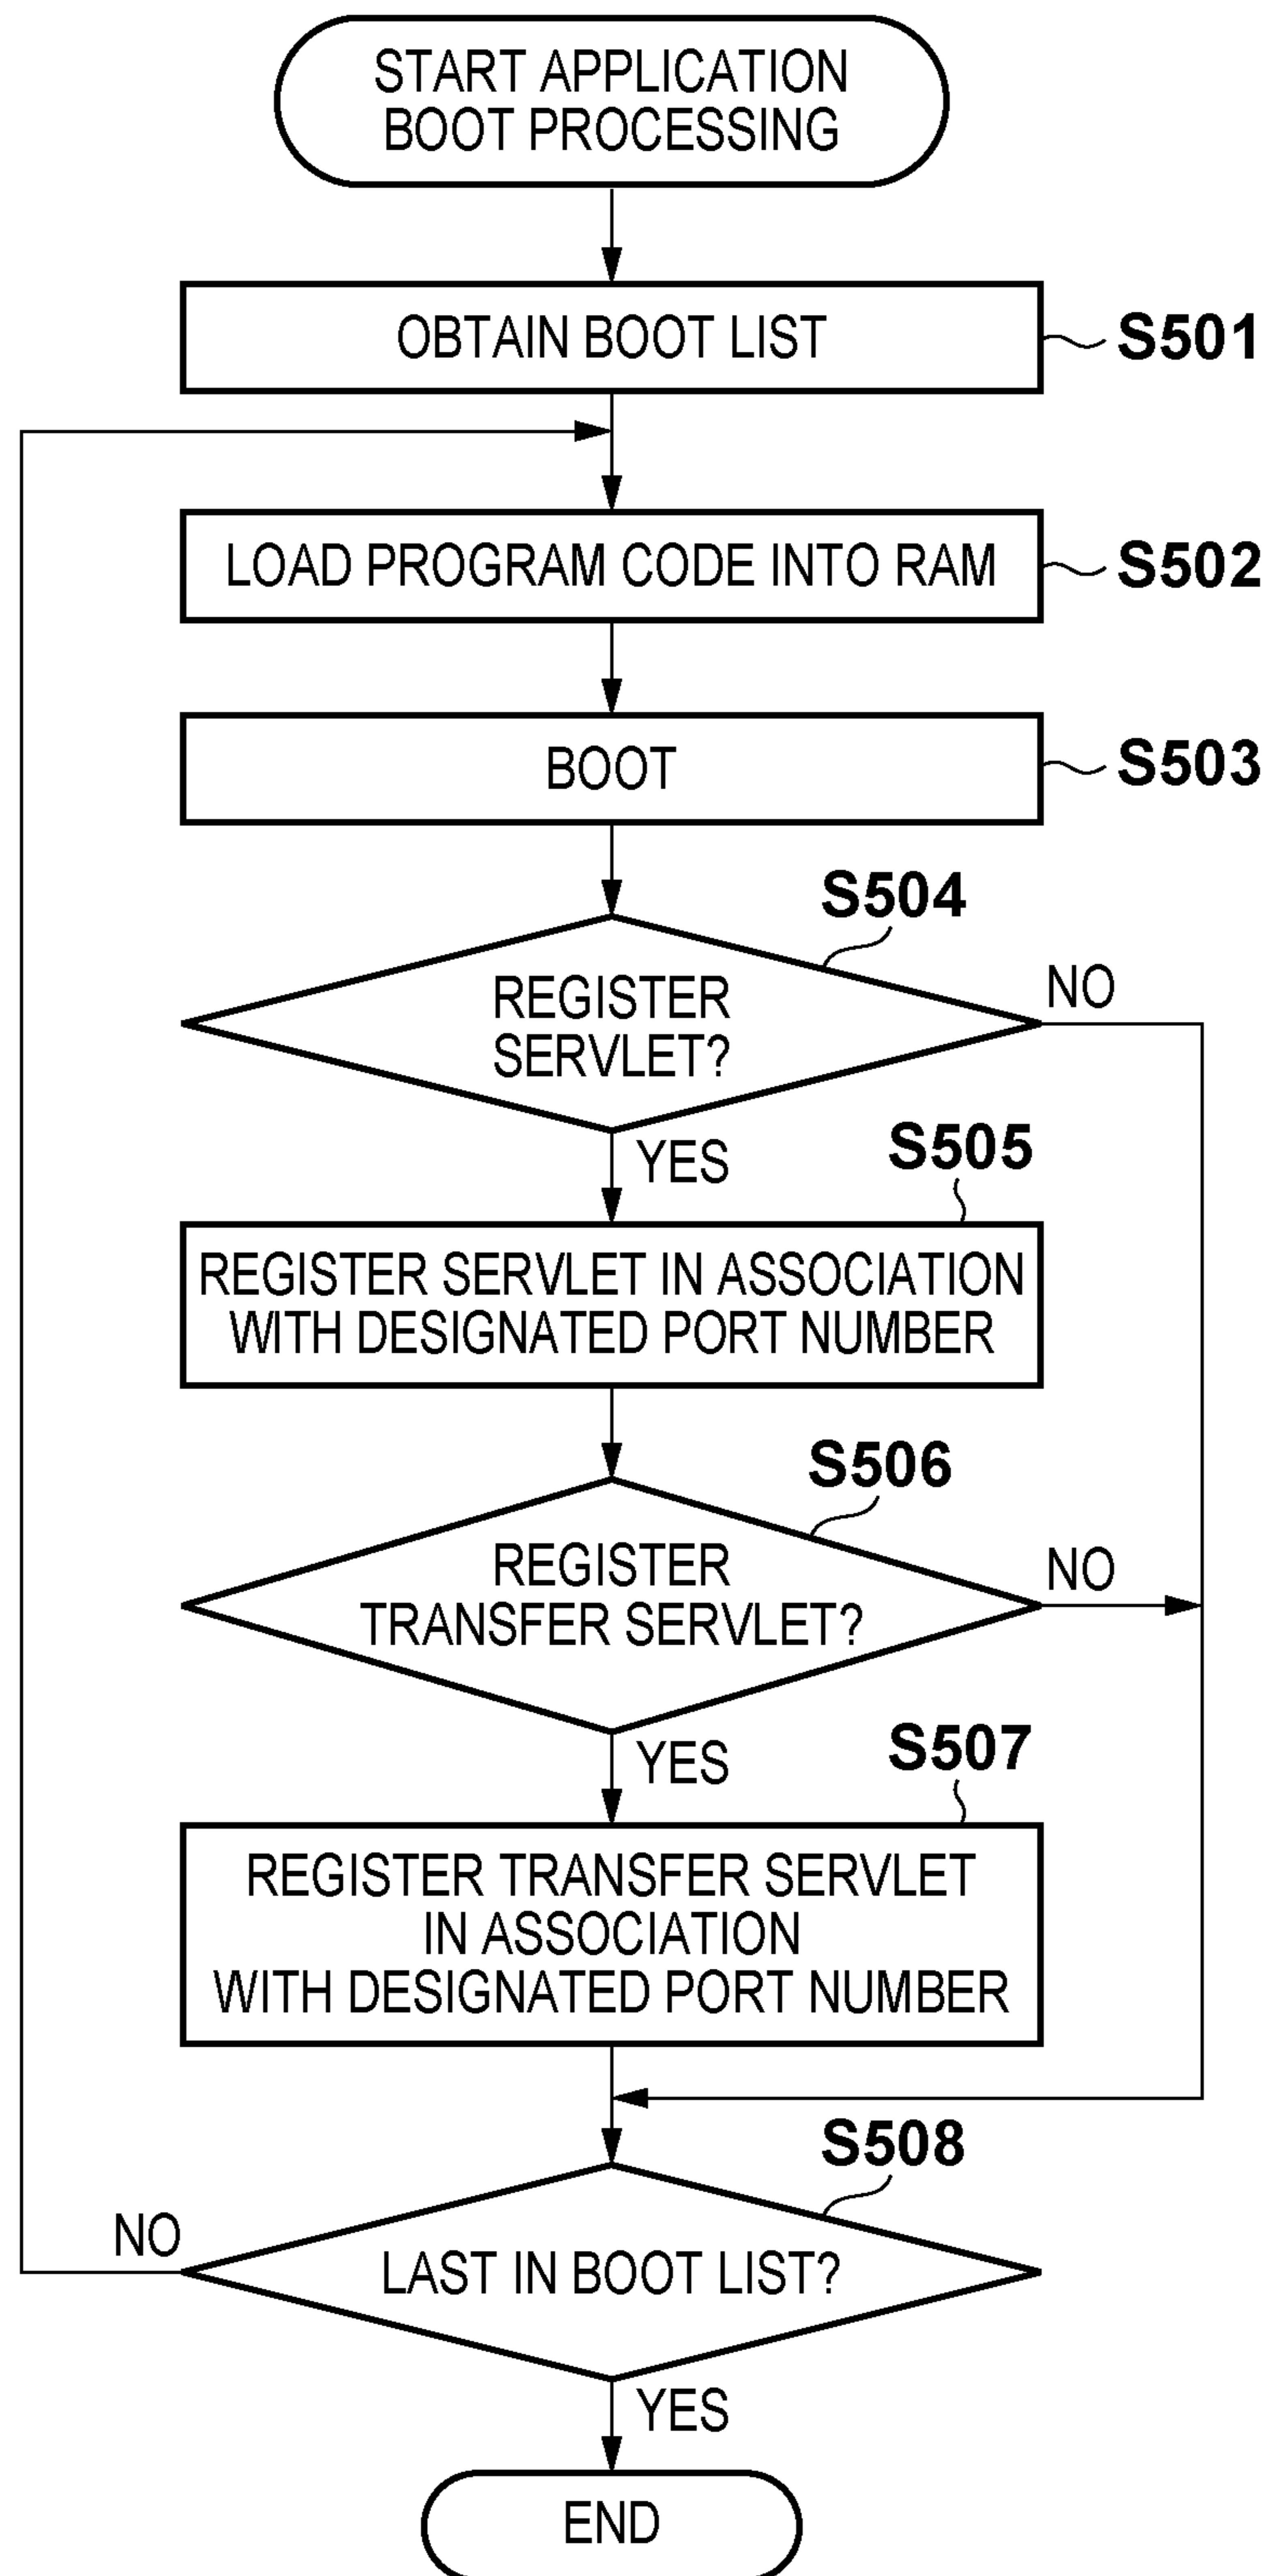 START APPLICATION
BOOT PROCESSING
OBTAIN BOOT LIST
S501
LOAD PROGRAM CODE INTO RAM
S502
BOOT
S503
S504
REGISTER
SERVLET?
NO
YES
S505
REGISTER SERVLET IN ASSOCIATION
WITH DESIGNATED PORT NUMBER
S506
REGISTER
TRANSFER SERVLET?
NO
YES
S507
REGISTER TRANSFER SERVLET
IN ASSOCIATION
WITH DESIGNATED PORT NUMBER
S508
LAST IN BOOT LIST?
NO
YES
END